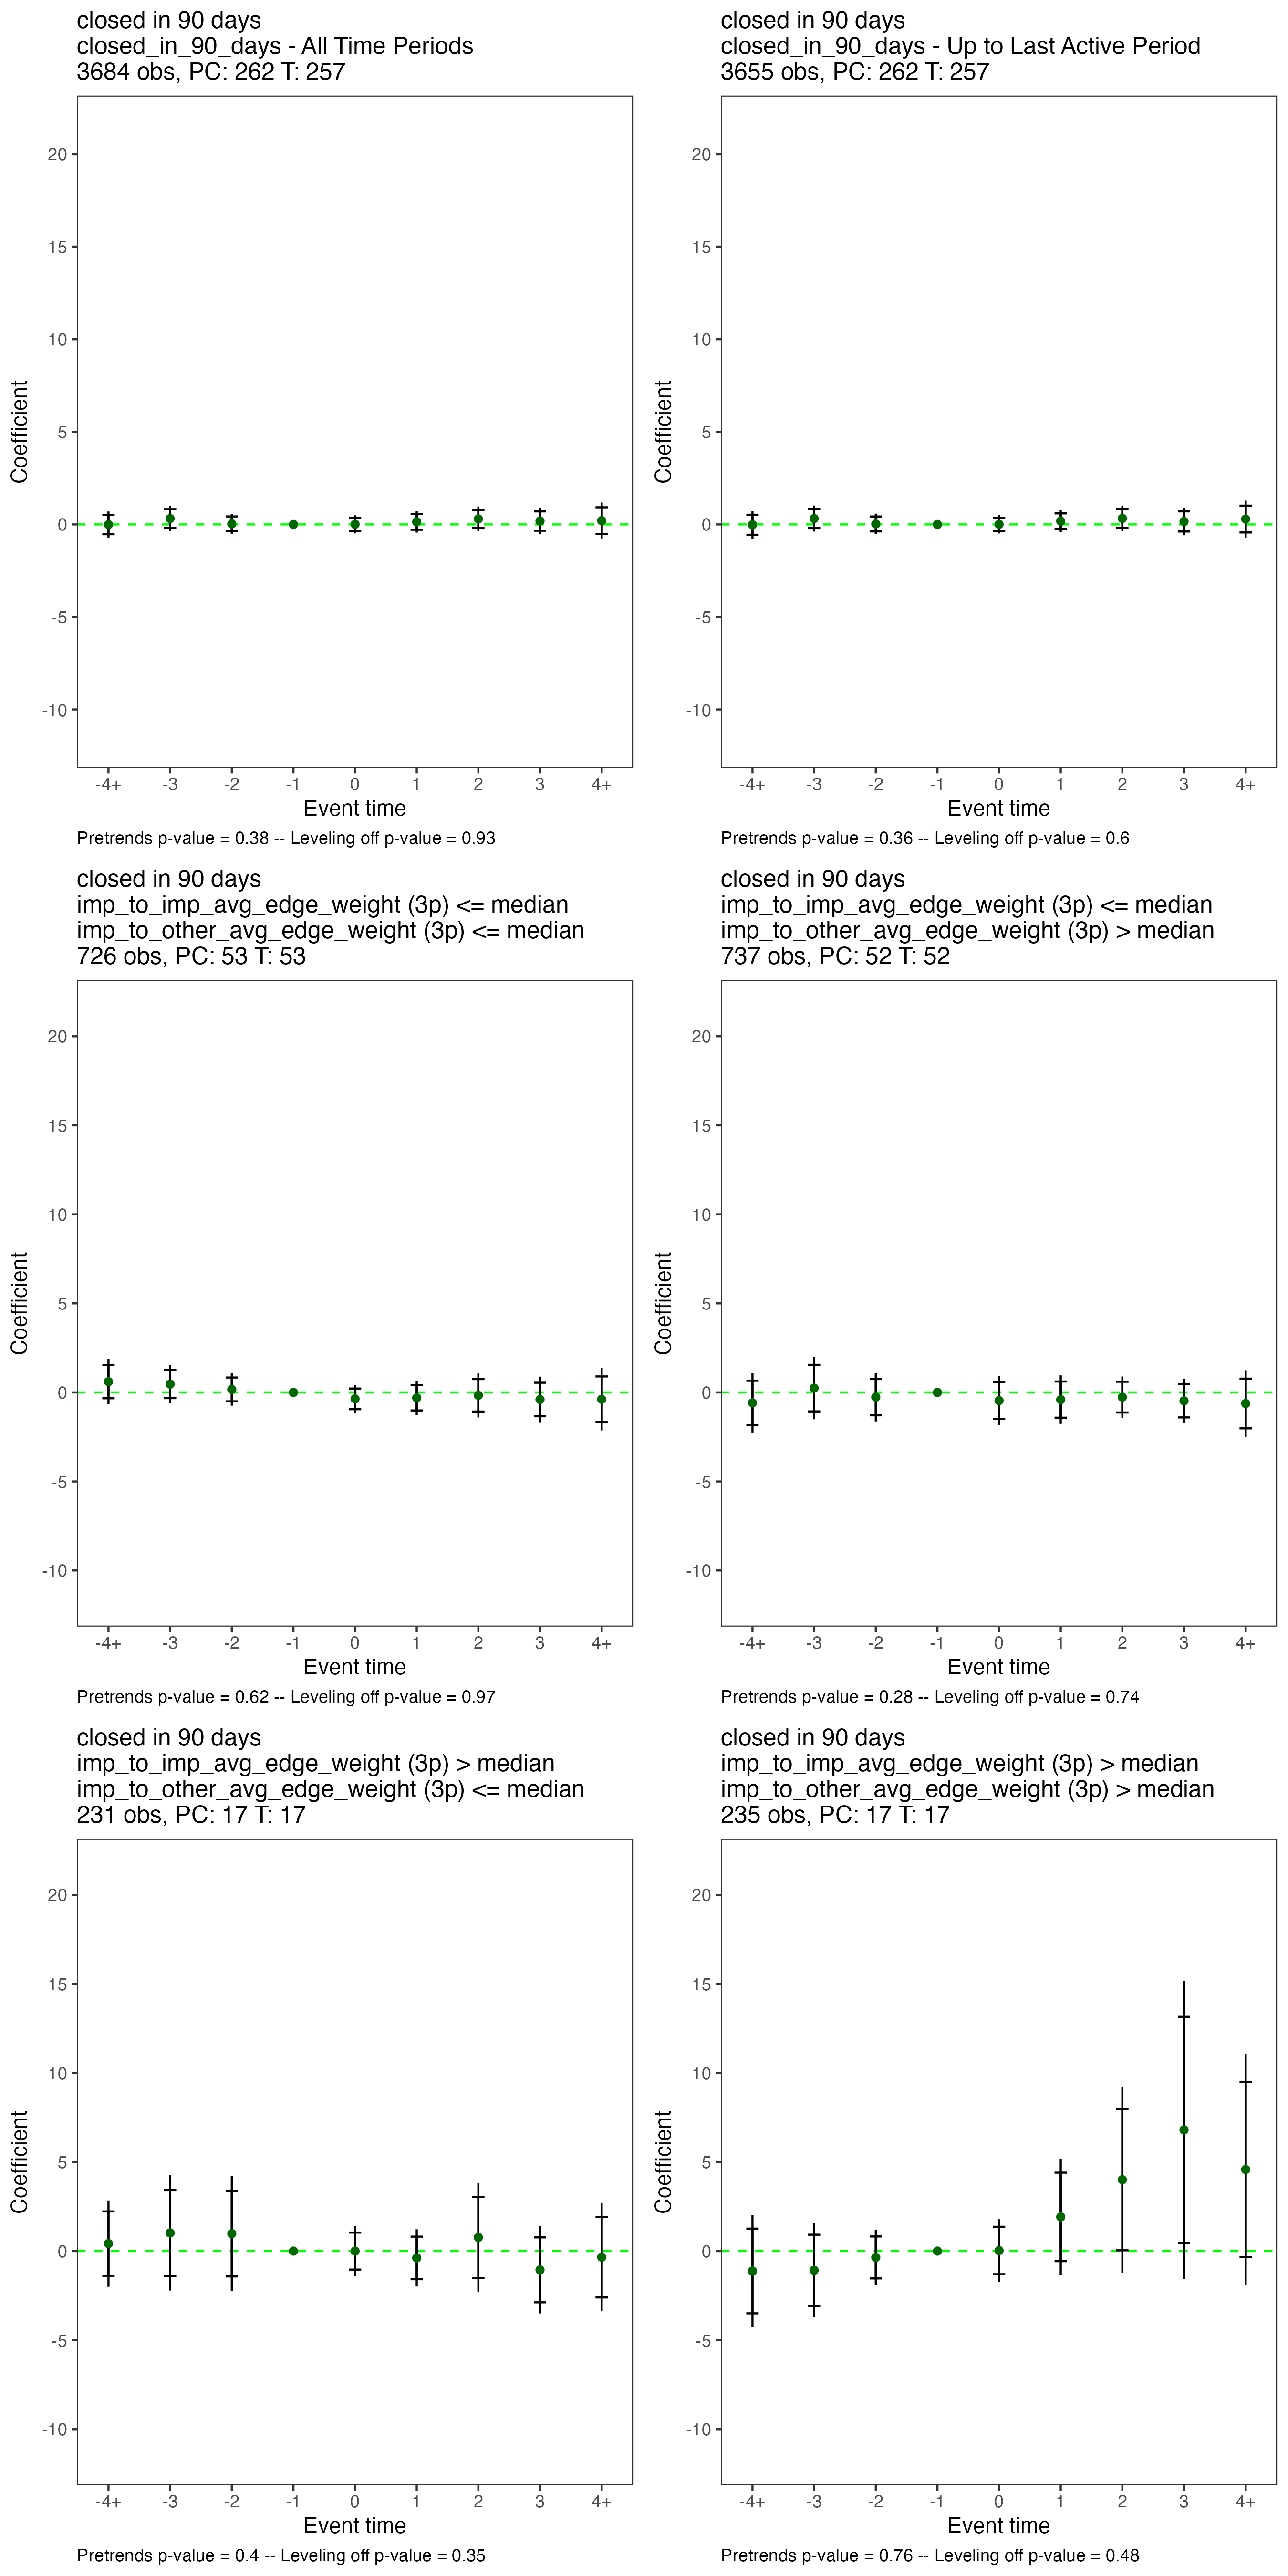 closed in 90 days
closed_in_90_days - All Time Periods
3684 obs, PC: 262 T: 257
20
15
10
5
0
-5
-10
Coefficient
-4+ -3 -2 -1 0 1 2 3 4+
Event time
Pretrends p-value = 0.38 -- Leveling off p-value = 0.93
closed in 90 days
closed_in_90_days - Up to Last Active Period
3655 obs, PC: 262 T: 257
20
15
10
5
0
-5
-10
Coefficient
-4+ -3 -2 -1 0 1 2 3 4+
Event time
Pretrends p-value = 0.36 -- Leveling off p-value = 0.6
closed in 90 days
imp_to_imp_avg_edge_weight (3p) <= median
imp_to_other_avg_edge_weight (3p) <= median
726 obs, PC: 53 T: 53
20
15
10
5
0
-5
-10
Coefficient
-4+ -3 -2 -1 0 1 2 3 4+
Event time
Pretrends p-value = 0.62 -- Leveling off p-value = 0.97
closed in 90 days
imp_to_imp_avg_edge_weight (3p) <= median
imp_to_other_avg_edge_weight (3p) > median
737 obs, PC: 52 T: 52
20
15
10
5
0
-5
-10
Coefficient
-4+ -3 -2 -1 0 1 2 3 4+
Event time
Pretrends p-value = 0.28 -- Leveling off p-value = 0.74
closed in 90 days
imp_to_imp_avg_edge_weight (3p) > median
imp_to_other_avg_edge_weight (3p) <= median
231 obs, PC: 17 T: 17
20
15
10
5
0
-5
-10
Coefficient
-4+ -3 -2 -1 0 1 2 3 4+
Event time
Pretrends p-value = 0.4 -- Leveling off p-value = 0.35
closed in 90 days
imp_to_imp_avg_edge_weight (3p) > median
imp_to_other_avg_edge_weight (3p) > median
235 obs, PC: 17 T: 17
20
15
10
5
0
-5
-10
Coefficient
-4+ -3 -2 -1 0 1 2 3 4+
Event time
Pretrends p-value = 0.76 -- Leveling off p-value = 0.48